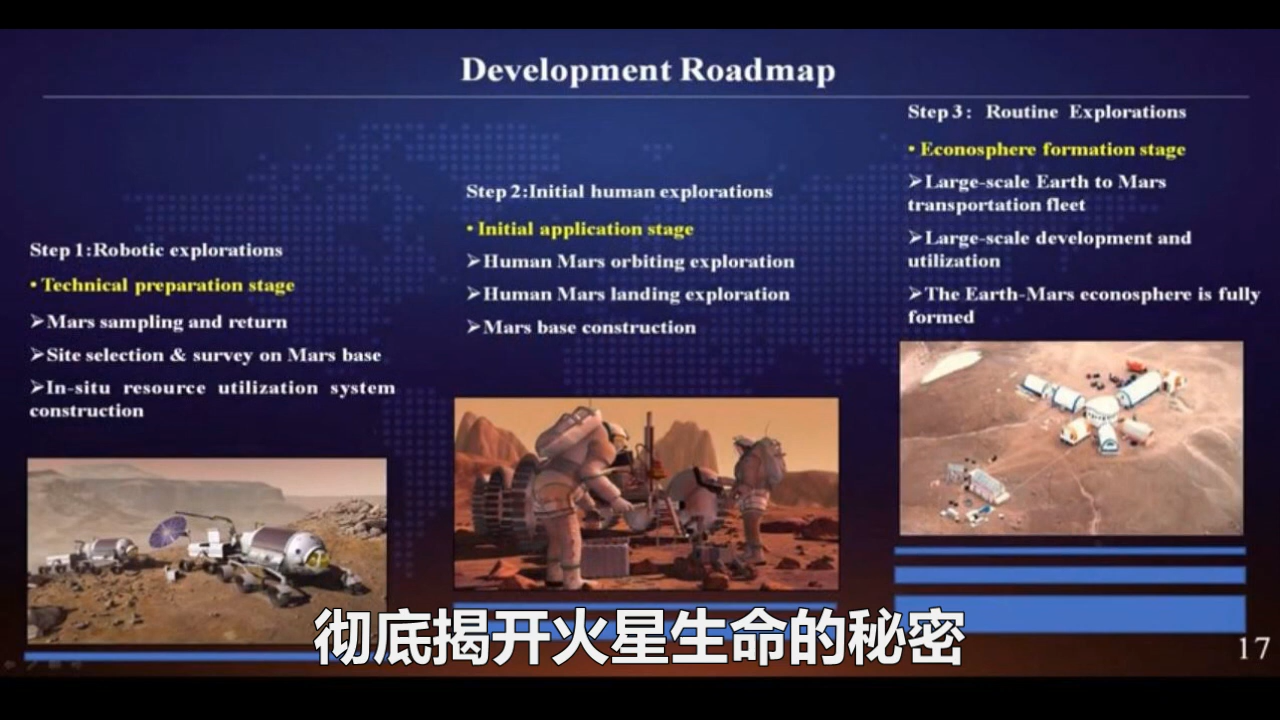 Development Roadmap
Step 1:Robotic explorations
• Technical preparation stage
➢Mars sampling and return
➢Site selection & survey on Mars base
➢In-situ resource utilization system
construction
Step 2:Initial human explorations
• Initial application stage
➢Human Mars orbiting exploration
➢Human Mars landing exploration
➢Mars base construction
Step 3: Routine Explorations
• Econosphere formation stage
➢Large-scale Earth to Mars
transportation fleet
➢Large-scale development and
utilization
➢The Earth-Mars econosphere is fully
formed
彻底揭开火星生命的秘密
17